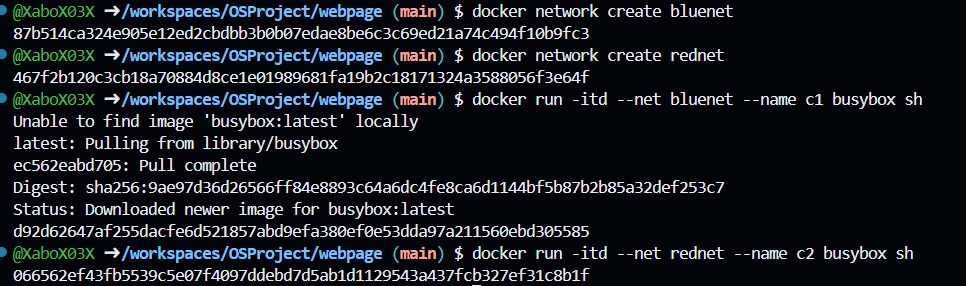 @XaboX03X ➜/workspaces/OSProject/webpage (main) $ docker network create bluenet
87b514ca324e905e12ed2cbdbb3b0b07edae8be6c3c69ed21a74c494f10b9fc3
@XaboX03X ➜/workspaces/OSProject/webpage (main) $ docker network create rednet
467f2b120c3cb18a70884d8ce1e01989681fa19b2c18171324a3588056f3e64f
@XaboX03X ➜/workspaces/OSProject/webpage (main) $ docker run -itd --net bluenet --name c1 busybox sh
Unable to find image 'busybox:latest' locally
latest: Pulling from library/busybox
ec562eabd705: Pull complete
Digest: sha256:9ae97d36d26566ff84e8893c64a6dc4fe8ca6d1144bf5b87b2b85a32def253c7
Status: Downloaded newer image for busybox:latest
d92d62647af255dacfe6d521857abd9efa380ef0e53dda97a211560ebd305585
@XaboX03X ➜/workspaces/OSProject/webpage (main) $ docker run -itd --net rednet --name c2 busybox sh
066562ef43fb5539c5e07f4097ddebd7d5ab1d1129543a437fcb327ef31c8b1f